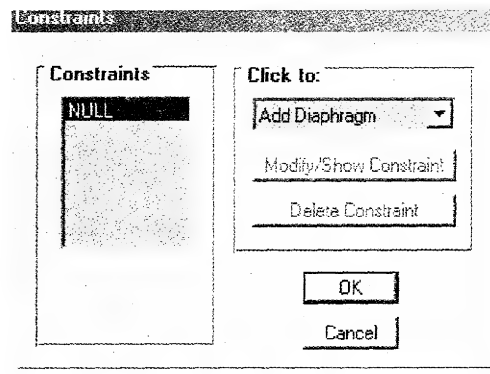 Constraints
Constraints
NULL
Click to:
Add Diaphragm
Modify/Show Constraint
Delete Constraint
OK
Cancel